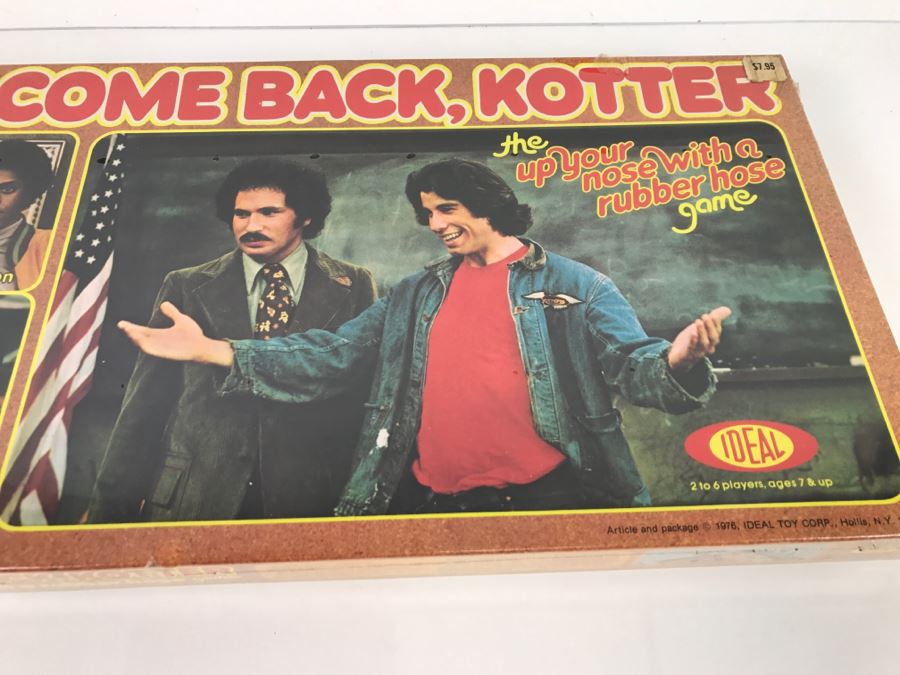 COME BACK, KOTTER
$7.95
the
up your
nose with a
rubber hose
game
on
IDEAL
2 to 6 players, ages 7 & up
Article and package © 1976, IDEAL TOY CORP., Hollis, N.Y.